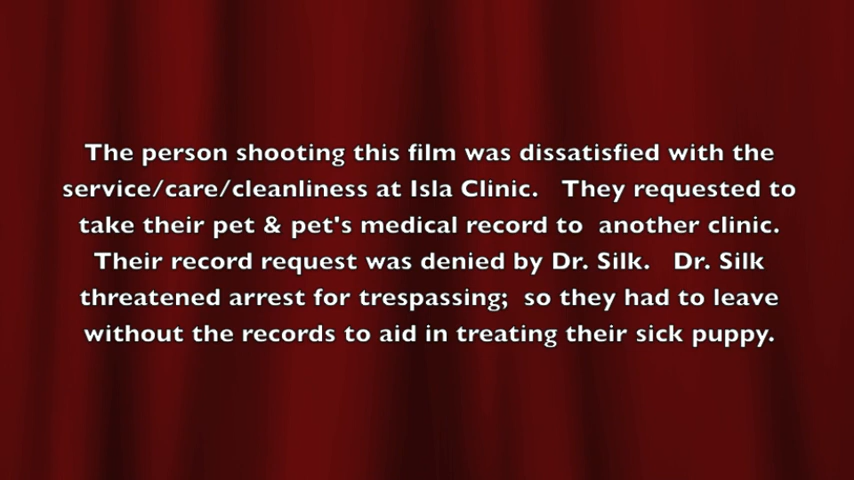 The person shooting this film was dissatisfied with the
service/care/cleanliness at Isla Clinic.   They requested to
take their pet & pet's medical record to  another clinic.
Their record request was denied by Dr. Silk.   Dr. Silk
threatened arrest for trespassing;  so they had to leave
without the records to aid in treating their sick puppy.